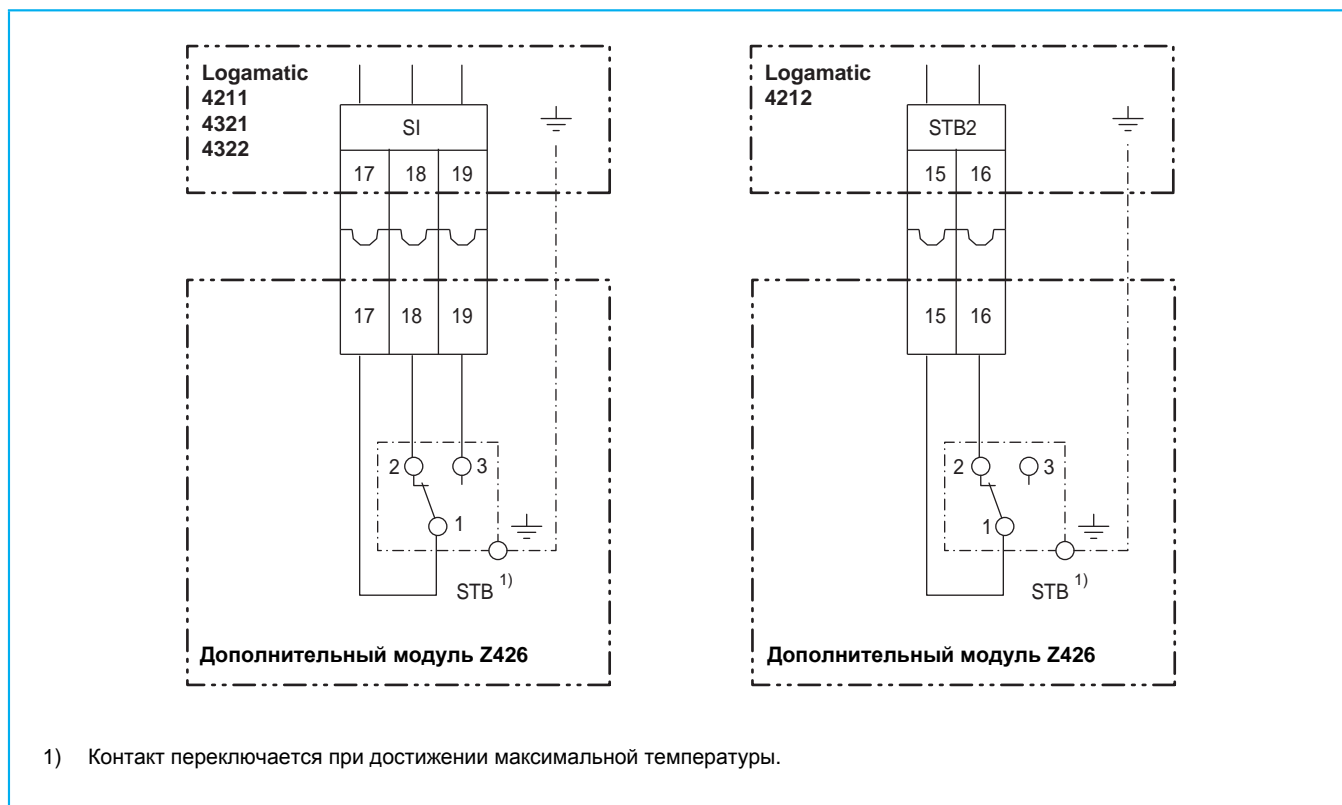 Logamatic
4211
4321
4322
SI
17 18 19
17 18 19
2 3
1
STB 1)
Дополнительный модуль Z426
Logamatic
4212
STB2
15 16
15 16
2 3
1
STB 1)
Дополнительный модуль Z426
1) Контакт переключается при достижении максимальной температуры.